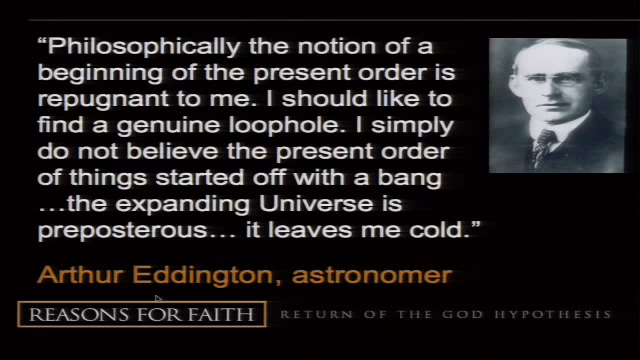 “Philosophically the notion of a
beginning of the present order is
repugnant to me. I should like to
find a genuine loophole. I simply
do not believe the present order
of things started off with a bang
…the expanding Universe is
preposterous… it leaves me cold.”
Arthur Eddington, astronomer
REASONS FOR FAITH
RETURN OF THE GOD HYPOTHESIS